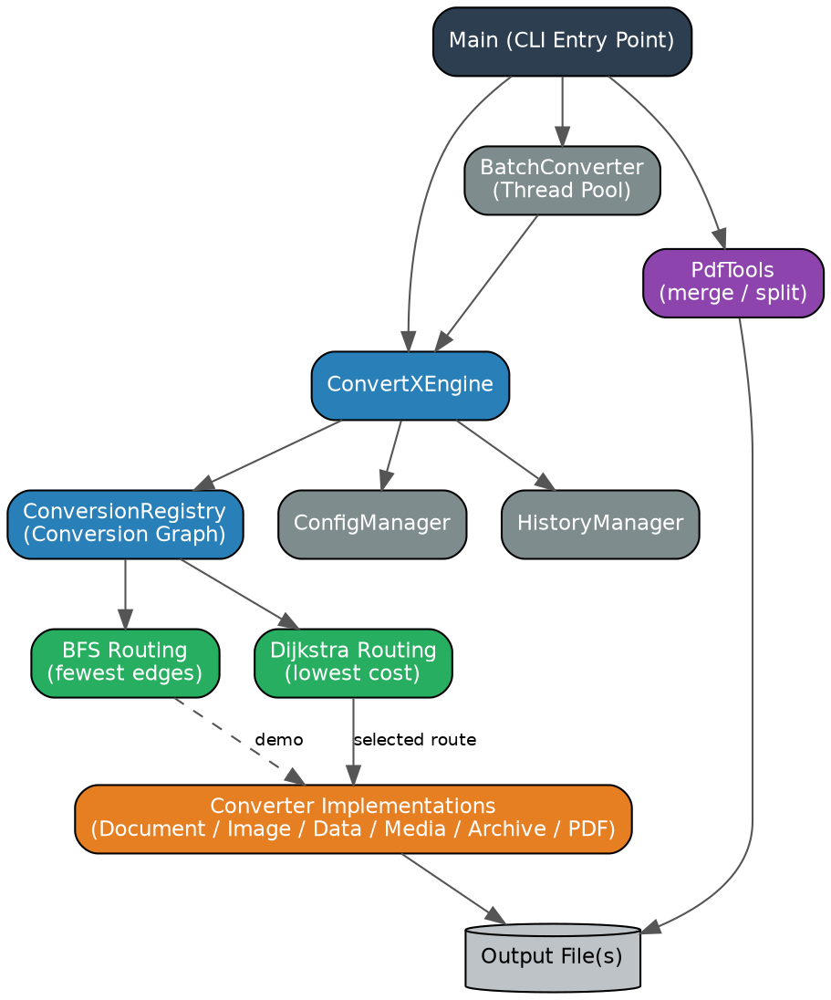 Main (CLI Entry Point)
BatchConverter
(Thread Pool)
PdfTools
(merge / split)
ConvertXEngine
ConversionRegistry
(Conversion Graph)
ConfigManager
HistoryManager
BFS Routing
(fewest edges)
Dijkstra Routing
(lowest cost)
demo
selected route
Converter Implementations
(Document / Image / Data / Media / Archive / PDF)
Output File(s)